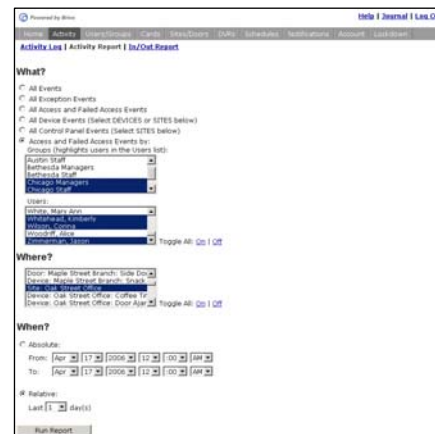 Powered by Brivo
Help | Journal | Log O
Home Activity Users/Groups Cards Sites/Doors DVRs Schedules Notifications Account Lockdown
Activity Log | Activity Report | In/Out Report
What?
All Events
All Exception Events
All Access and Failed Access Events
All Device Events (Select DEVICES or SITES below)
All Control Panel Events (Select SITES below)
Access and Failed Access Events by:
Groups (highlights users in the Users list):
Austin Staff
Bethesda Managers
Bethesda Staff
Chicago Managers
Chicago Staff
Users:
White, Mary Ann
Whitehead, Kimberly
Wilson, Corina
Woodriff, Alice
Zimmerman, Jason
Toggle All: On | Off
Where?
Door: Maple Street Branch: Side Doo
Device: Maple Street Branch: Snack
Site: Oak Street Office
Device: Oak Street Office: Coffee Tir
Device: Oak Street Office: Door Ajar
Toggle All: On | Off
When?
Absolute:
From: Apr 17 2006 12 :00 AM
To: Apr 17 2006 12 :00 AM
Relative:
Last 1 day(s)
Run Report